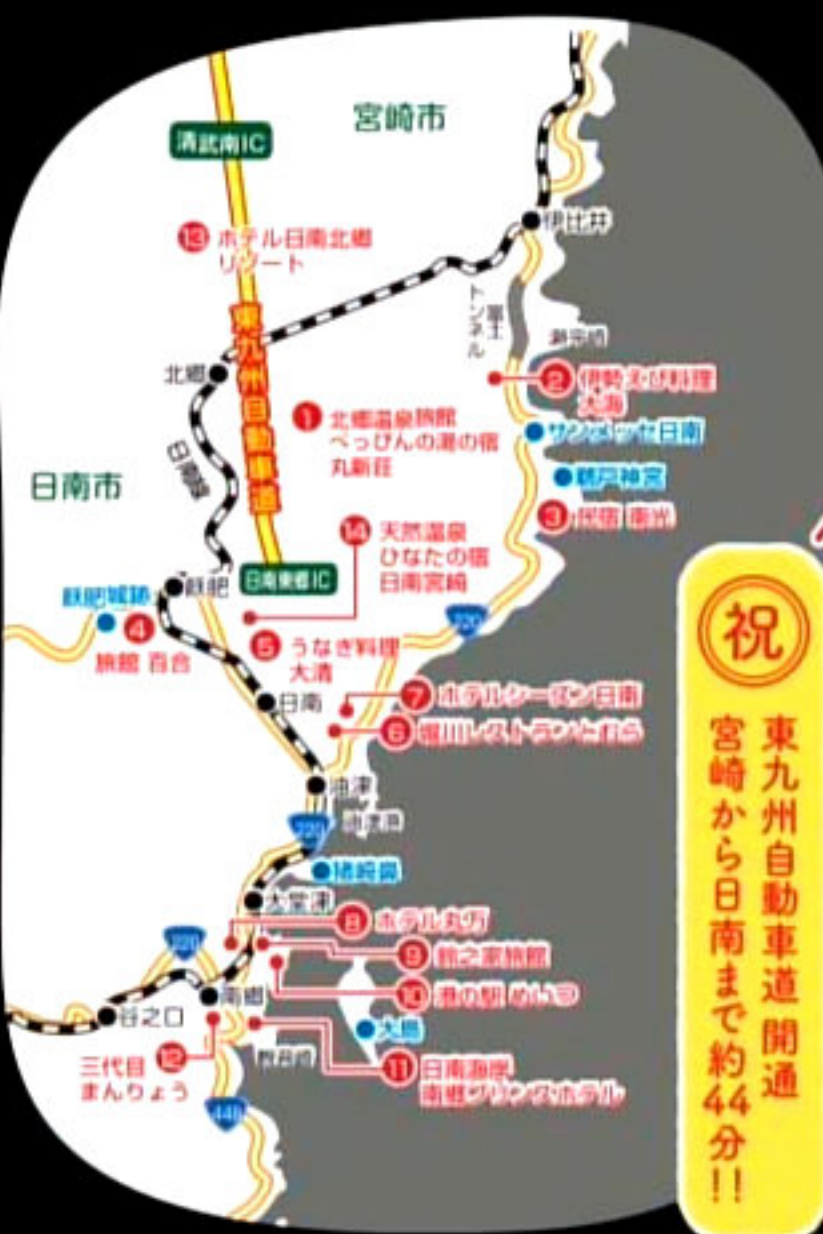 宮崎市
清武南IC
伊比井
13 ホテル日南北郷
リゾート
富士
トンネル
東九州自動車道
北郷
2 伊勢えび料理
大海
1 北郷温泉旅館
べっぴんの湯の宿
丸新荘
サンメッセ日南
日南線
鵜戸神宮
日南市
3 民宿 南光
14 天然温泉
ひなたの宿
日南宮崎
飫肥
日南東郷IC
飫肥城跡
4
旅館 百合
220
5 うなぎ料理
大清
7 ホテルシーズン日南
日南
6 堀川レストランとむら
油津
220
猪崎鼻
大堂津
8 ホテル丸万
220
9 鈴之家旅館
南郷
10 港の駅 めいつ
谷之口
大島
三代目 12
まんりょう
11 日南海岸
南郷プリンスホテル
448
祝
東九州自動車道 開通
宮崎から日南まで約44分!!